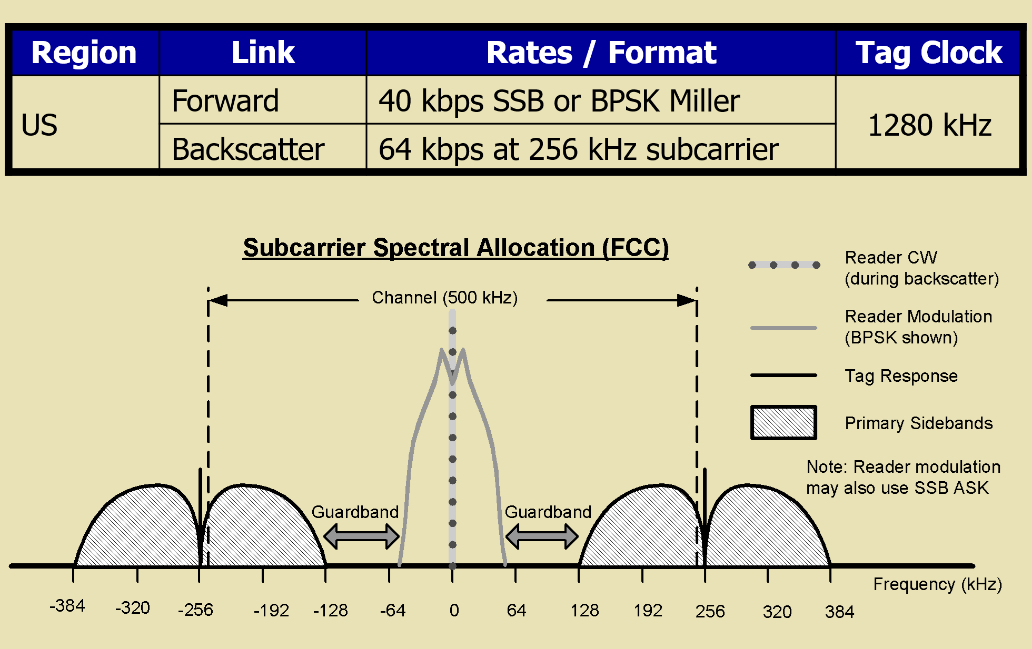 Region Link Rates / Format Tag Clock
US Forward 40 kbps SSB or BPSK Miller 1280 kHz
Backscatter 64 kbps at 256 kHz subcarrier
Subcarrier Spectral Allocation (FCC)
Channel (500 kHz)
Reader CW
(during backscatter)
Reader Modulation
(BPSK shown)
Tag Response
Primary Sidebands
Note: Reader modulation
may also use SSB ASK
Guardband Guardband
Frequency (kHz)
-384 -320 -256 -192 -128 -64 0 64 128 192 256 320 384